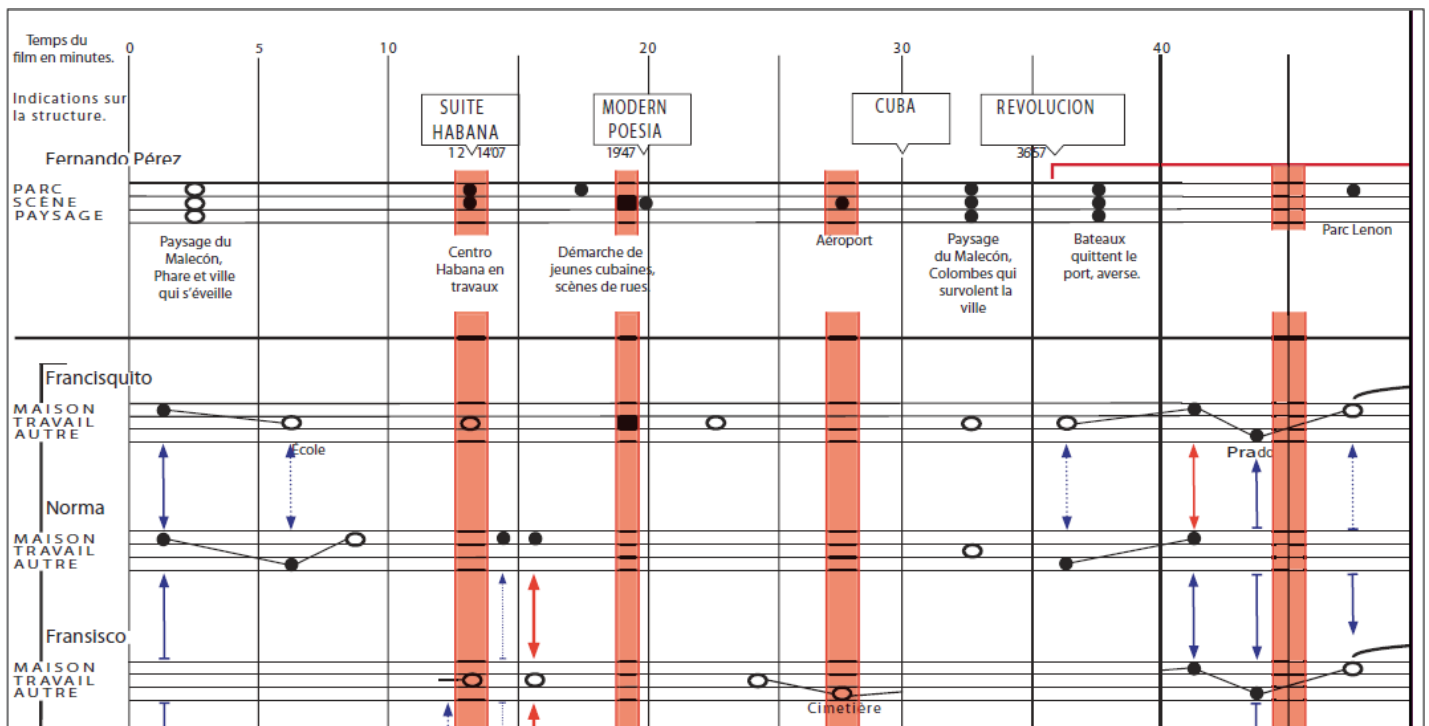 Temps du
film en minutes.
0 5 10 20 30 40
Indications sur
la structure.
SUITE
HABANA
MODERN
POESIA
CUBA
REVOLUCION
12 14'07
19'47
36'57
Fernando Pérez
PARC
SCÈNE
PAYSAGE
Paysage du
Malecón,
Phare et ville
qui s'éveille
Centro
Habana en
travaux
Démarche de
jeunes cubaines,
scènes de rues
Aéroport
Paysage
du Malecón,
Colombes qui
survolent la
ville
Bateaux
quittent le
port, averse.
Parc Lenon
Francisquito
MAISON
TRAVAIL
AUTRE
École
Prado
Norma
MAISON
TRAVAIL
AUTRE
Fransisco
MAISON
TRAVAIL
AUTRE
Cimetière